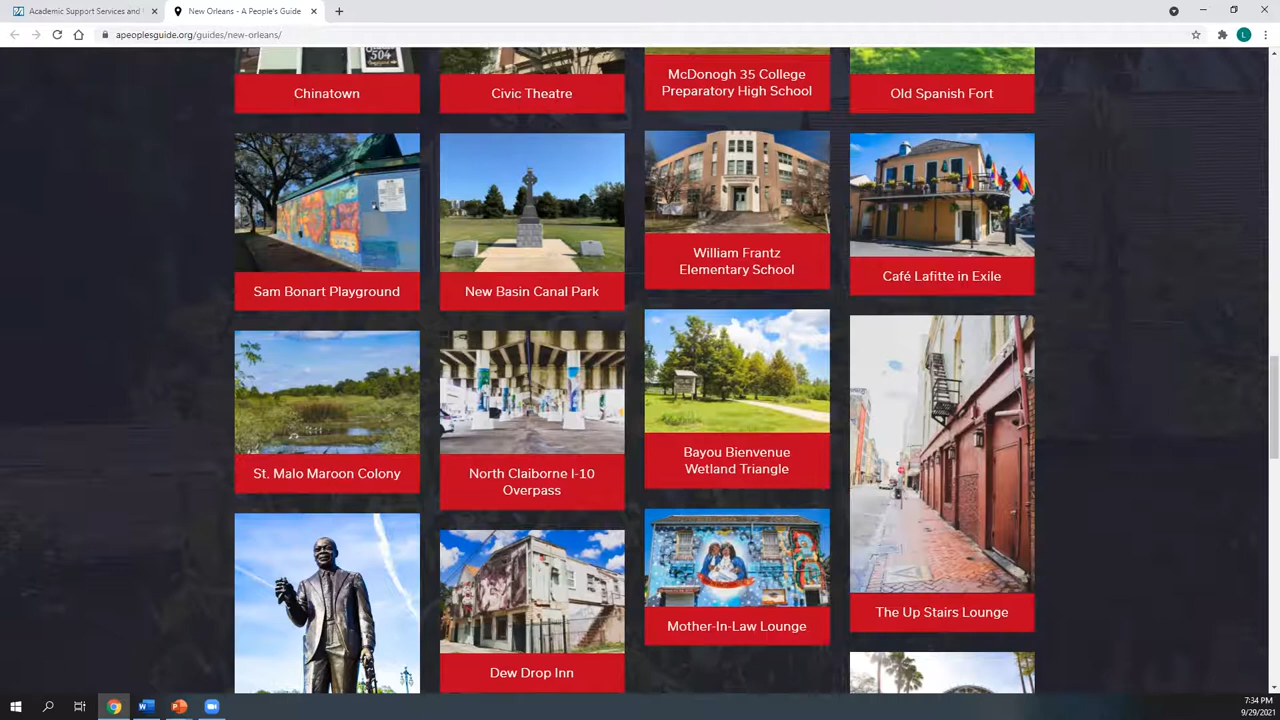 Academic Support Services and
New Orleans - A People's Guide
apeoplesguide.org/guides/new-orleans/
L
504
Chinatown
Civic Theatre
McDonogh 35 College
Preparatory High School
Old Spanish Fort
Sam Bonart Playground
New Basin Canal Park
William Frantz
Elementary School
Café Lafitte in Exile
St. Malo Maroon Colony
North Claiborne I-10
Overpass
Bayou Bienvenue
Wetland Triangle
The Up Stairs Lounge
Mother-In-Law Lounge
Dew Drop Inn
7:34 PM
9/29/2021